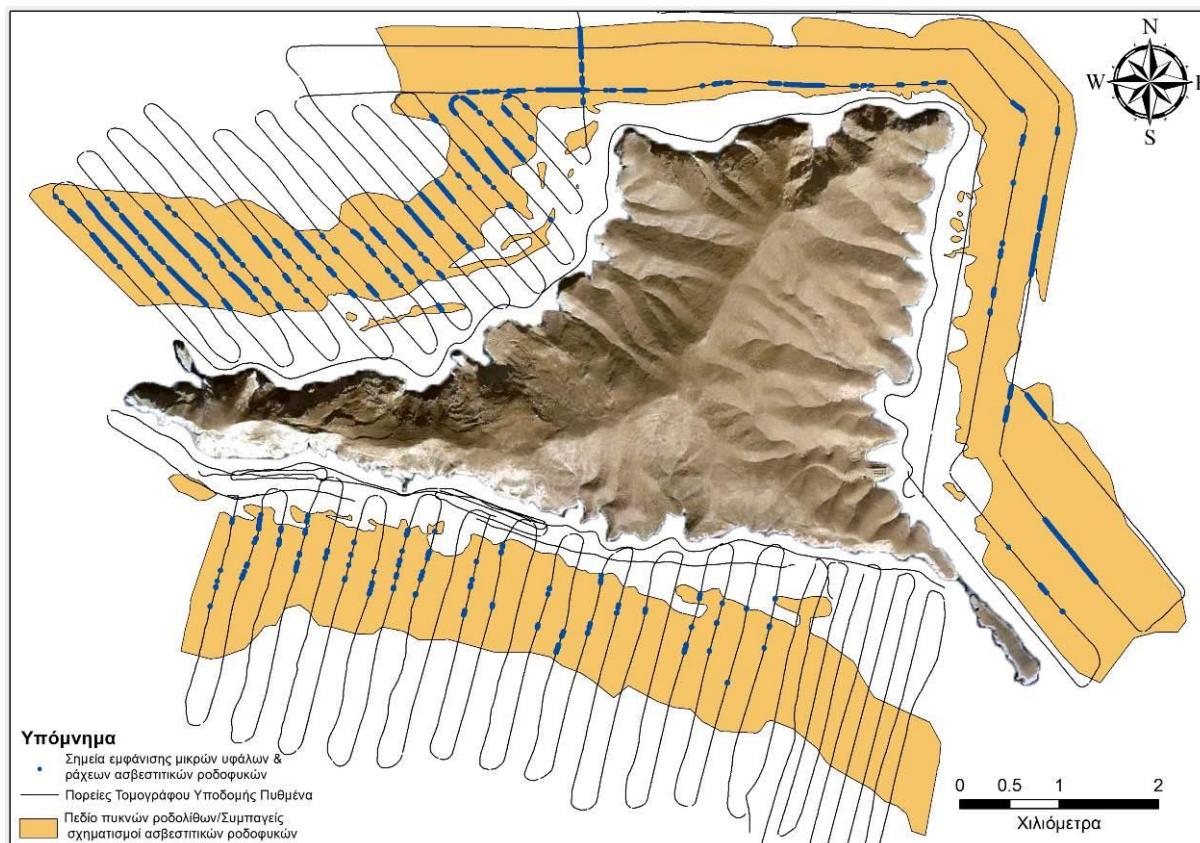 N
W
E
S
Υπόμνημα
Σημεία εμφάνισης μικρών υφάλων &
ράχεων ασβεστιτικών ροδοφυκών
Πορείες Τομογράφου Υποδομής Πυθμένα
Πεδίο πυκνών ροδολίθων/Συμπαγείς
σχηματισμοί ασβεστιτικών ροδοφυκών
0 0.5 1 2
Χιλιόμετρα